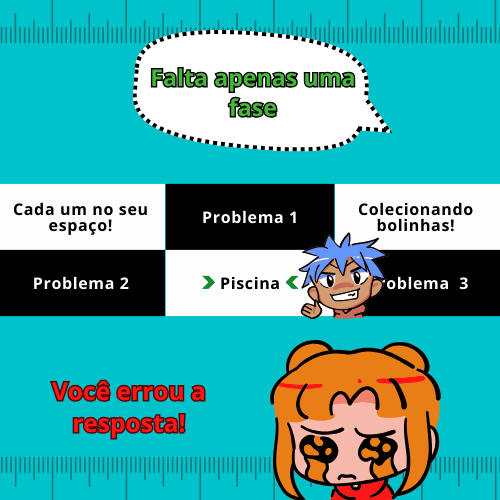 Falta apenas uma
fase
Cada um no seu
espaço!
Problema 1
Colecionando
bolinhas!
Problema 2
Piscina
roblema 3
Você errou a
resposta!